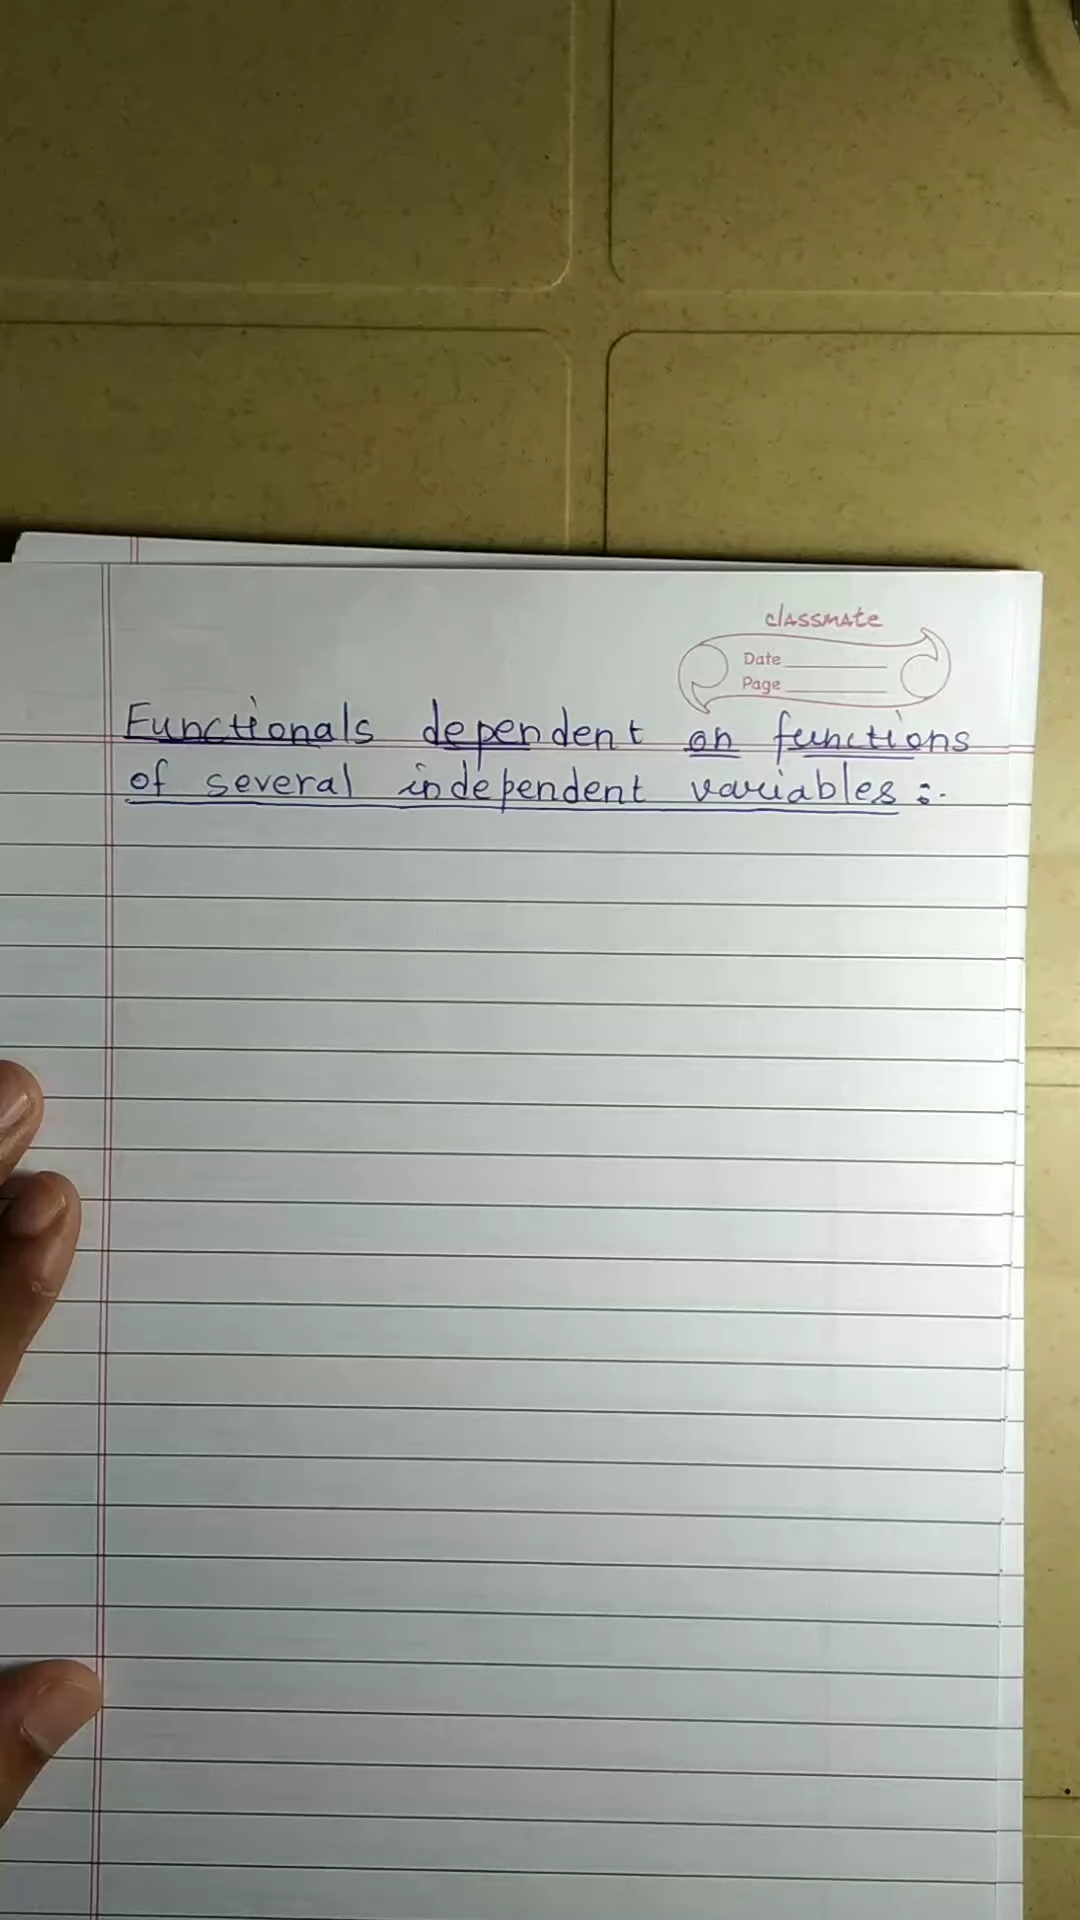 classmate
Date
Page
Functionals dependent on functions
of several independent variables :-